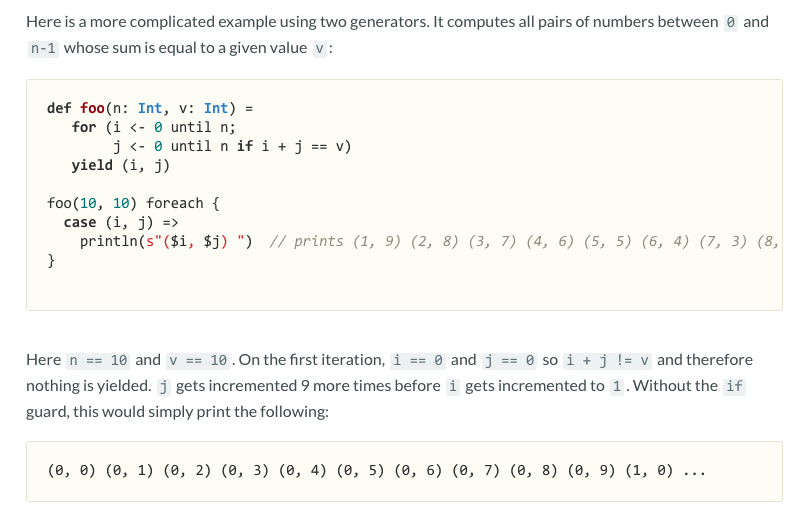 Here is a more complicated example using two generators. It computes all pairs of numbers between 0 and
n-1 whose sum is equal to a given value v:
def foo(n: Int, v: Int) =
   for (i <- 0 until n;
        j <- 0 until n if i + j == v)
   yield (i, j)
foo(10, 10) foreach {
  case (i, j) =>
    println(s"($i, $j) ")  // prints (1, 9) (2, 8) (3, 7) (4, 6) (5, 5) (6, 4) (7, 3) (8,
}
Here n == 10 and v == 10. On the first iteration, i == 0 and j == 0 so i + j != v and therefore
nothing is yielded. j gets incremented 9 more times before i gets incremented to 1. Without the if
guard, this would simply print the following:
(0, 0) (0, 1) (0, 2) (0, 3) (0, 4) (0, 5) (0, 6) (0, 7) (0, 8) (0, 9) (1, 0) ...